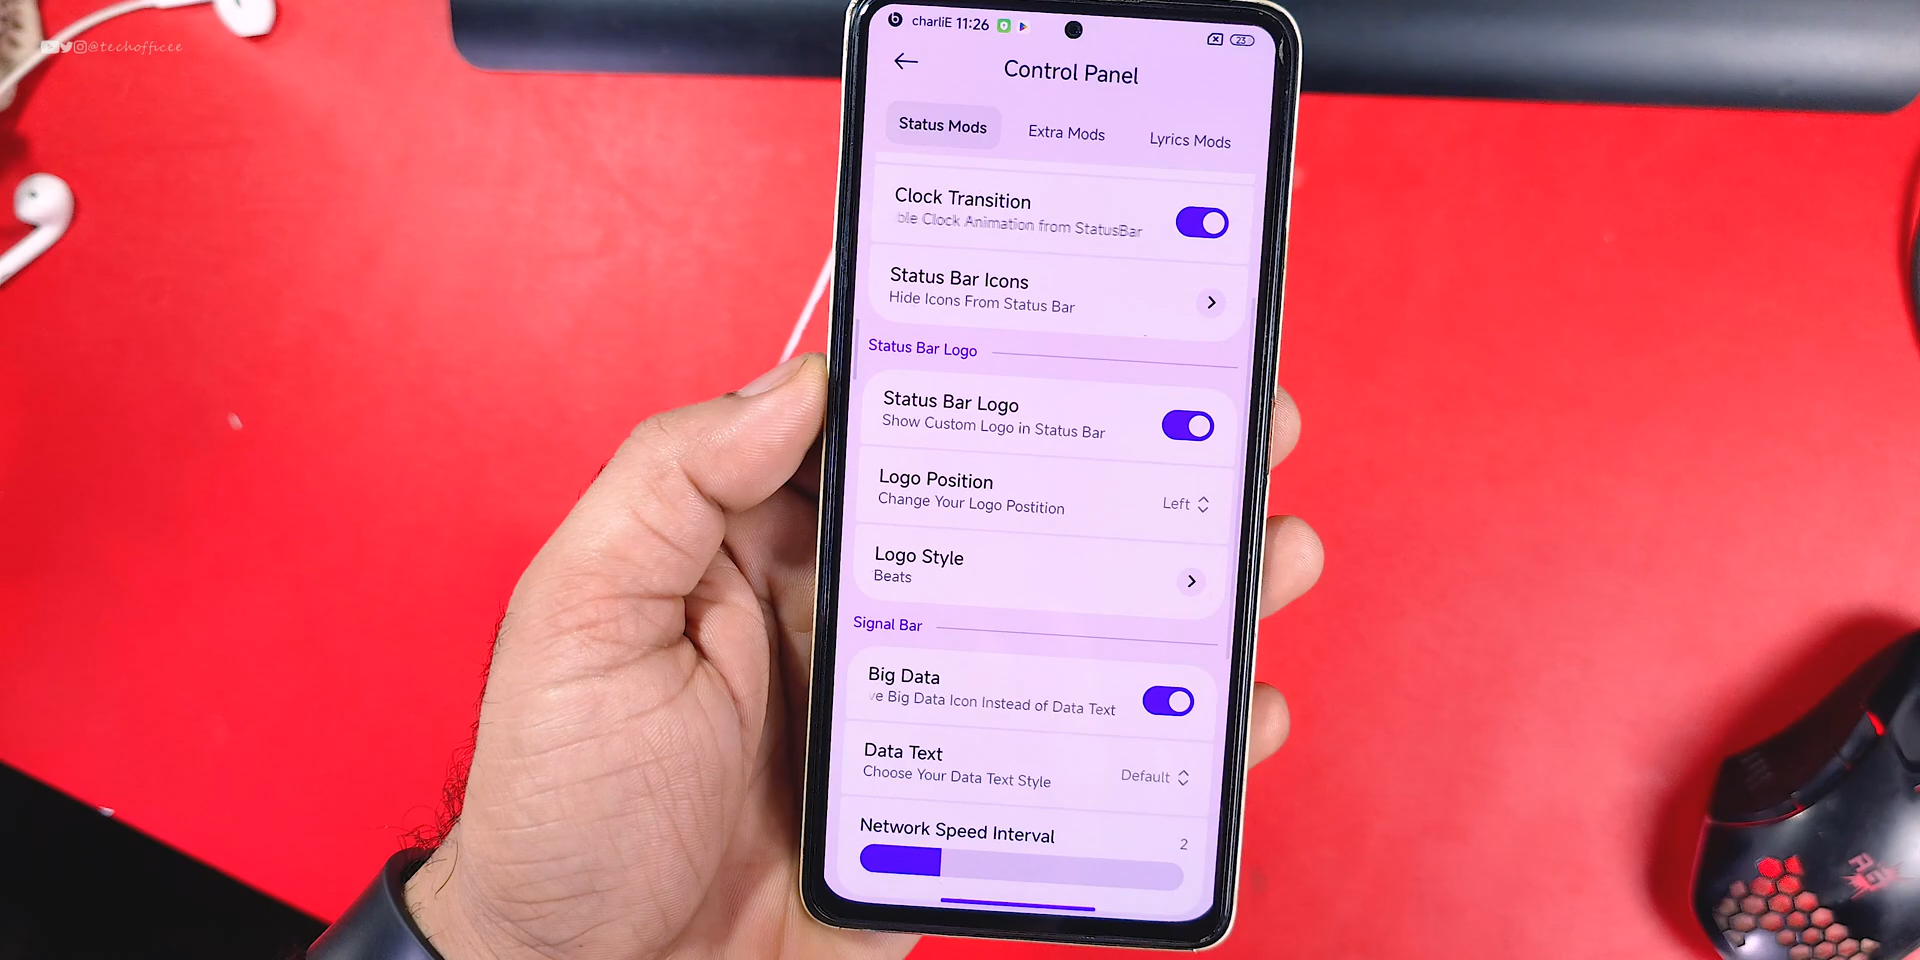 @techofficee
charliE 11:26
23
Control Panel
Status Mods Extra Mods Lyrics Mods
Clock Transition
ble Clock Animation from StatusBar
Status Bar Icons
Hide Icons From Status Bar
Status Bar Logo
Status Bar Logo
Show Custom Logo in Status Bar
Logo Position
Change Your Logo Postition
Left
Logo Style
Beats
Signal Bar
Big Data
ve Big Data Icon Instead of Data Text
Data Text
Choose Your Data Text Style
Default
Network Speed Interval
2